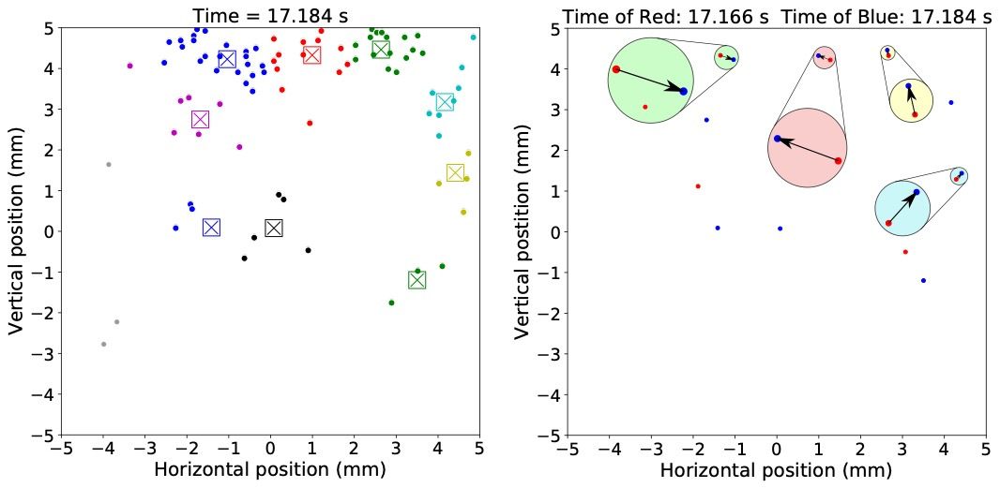 Time = 17.184 s
5
4
3
2
1
0
−1
−2
−3
−4
−5
−5 −4 −3 −2 −1 0 1 2 3 4 5
Vertical position (mm)
Horizontal position (mm)
Time of Red: 17.166 s Time of Blue: 17.184 s
5
4
3
2
1
0
−1
−2
−3
−4
−5
−5 −4 −3 −2 −1 0 1 2 3 4 5
Vertical postition (mm)
Horizontal position (mm)